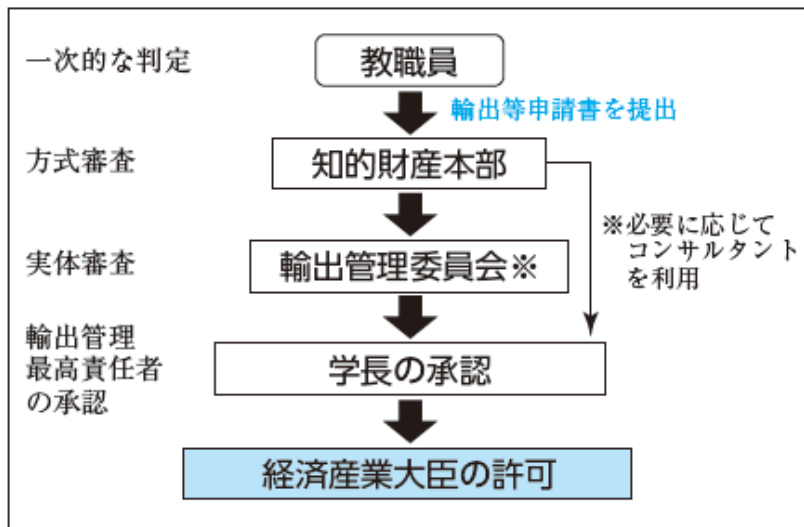 一次的な判定
教職員
輸出等申請書を提出
方式審査
知的財産本部
※必要に応じて
コンサルタント
を利用
実体審査
輸出管理委員会※
輸出管理
最高責任者
の承認
学長の承認
経済産業大臣の許可